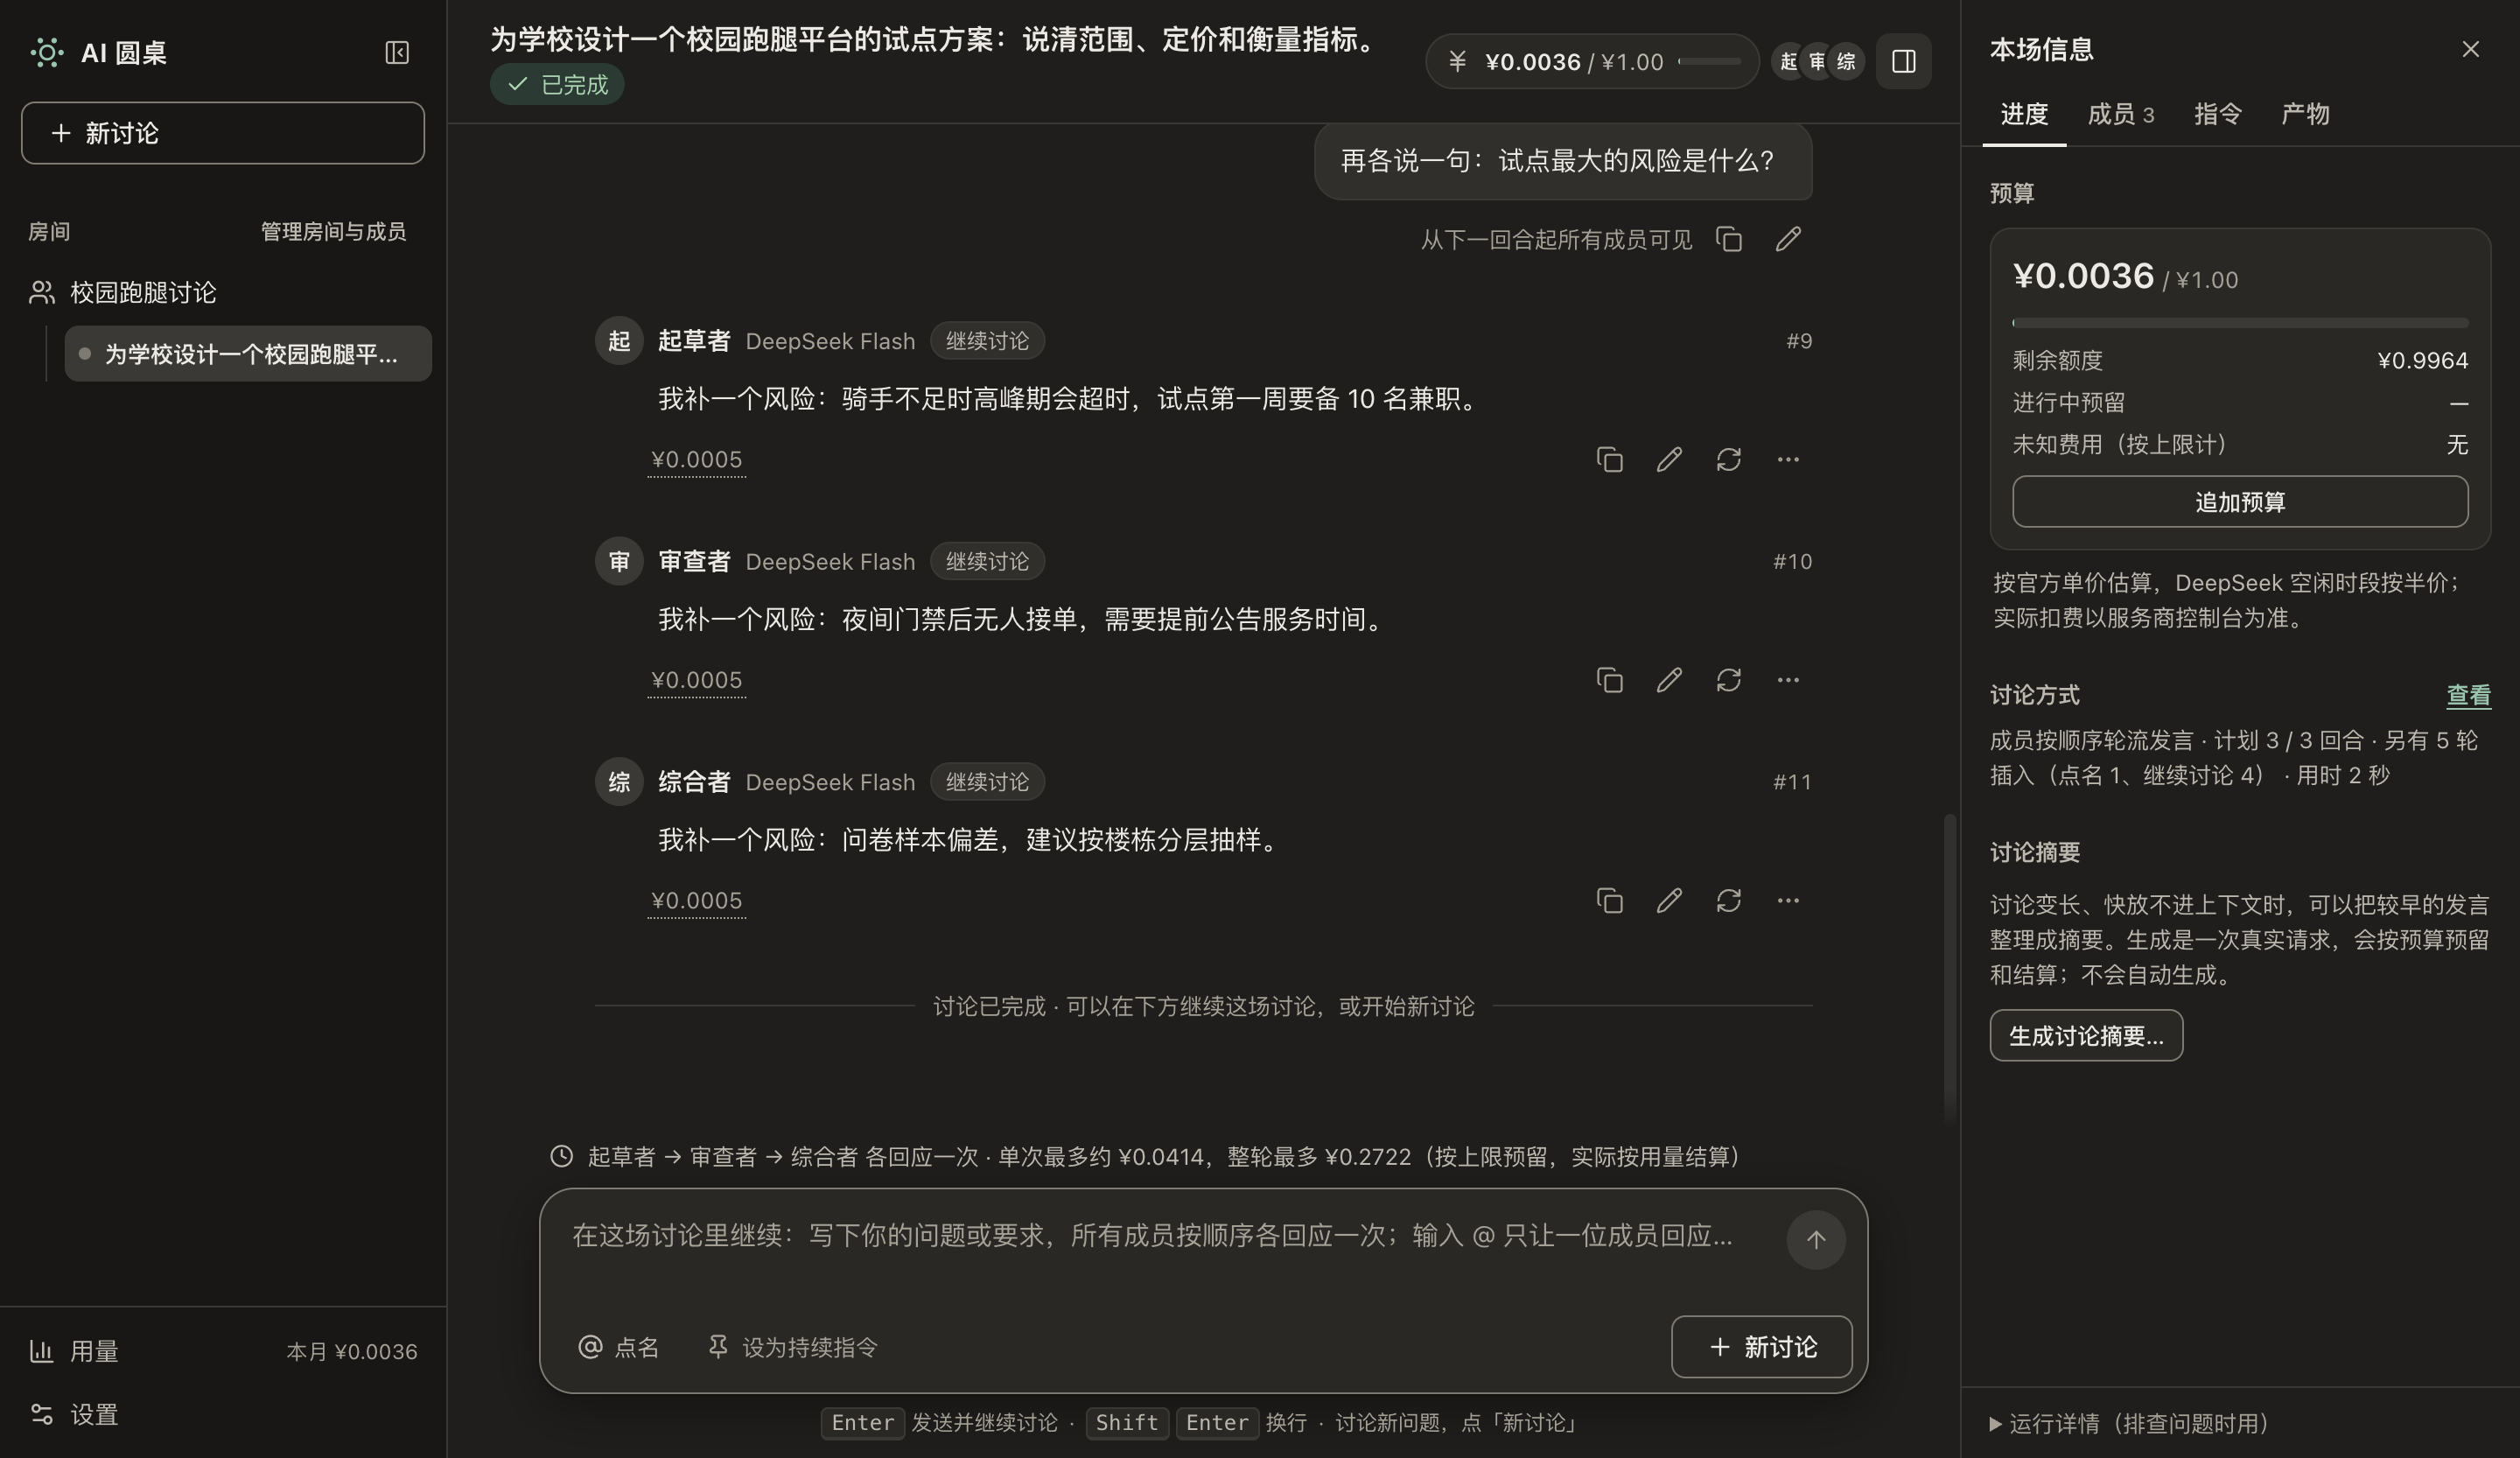 AI 圆桌
新讨论
房间
管理房间与成员
校园跑腿讨论
为学校设计一个校园跑腿平...
用量
本月 ¥0.0036
设置
为学校设计一个校园跑腿平台的试点方案：说清范围、定价和衡量指标。
已完成
¥0.0036 / ¥1.00
起 审 综
再各说一句：试点最大的风险是什么？
从下一回合起所有成员可见
起 起草者 DeepSeek Flash 继续讨论 #9
我补一个风险：骑手不足时高峰期会超时，试点第一周要备 10 名兼职。
¥0.0005
审 审查者 DeepSeek Flash 继续讨论 #10
我补一个风险：夜间门禁后无人接单，需要提前公告服务时间。
¥0.0005
综 综合者 DeepSeek Flash 继续讨论 #11
我补一个风险：问卷样本偏差，建议按楼栋分层抽样。
¥0.0005
讨论已完成 · 可以在下方继续这场讨论，或开始新讨论
起草者 → 审查者 → 综合者 各回应一次 · 单次最多约 ¥0.0414，整轮最多 ¥0.2722（按上限预留，实际按用量结算）
在这场讨论里继续：写下你的问题或要求，所有成员按顺序各回应一次；输入 @ 只让一位成员回应...
点名
设为持续指令
新讨论
Enter 发送并继续讨论 · Shift Enter 换行 · 讨论新问题，点「新讨论」
本场信息
进度 成员 3 指令 产物
预算
¥0.0036 / ¥1.00
剩余额度 ¥0.9964
进行中预留 —
未知费用（按上限计） 无
追加预算
按官方单价估算，DeepSeek 空闲时段按半价；
实际扣费以服务商控制台为准。
讨论方式 查看
成员按顺序轮流发言 · 计划 3 / 3 回合 · 另有 5 轮
插入（点名 1、继续讨论 4） · 用时 2 秒
讨论摘要
讨论变长、快放不进上下文时，可以把较早的发言
整理成摘要。生成是一次真实请求，会按预算预留
和结算；不会自动生成。
生成讨论摘要...
运行详情（排查问题时用）